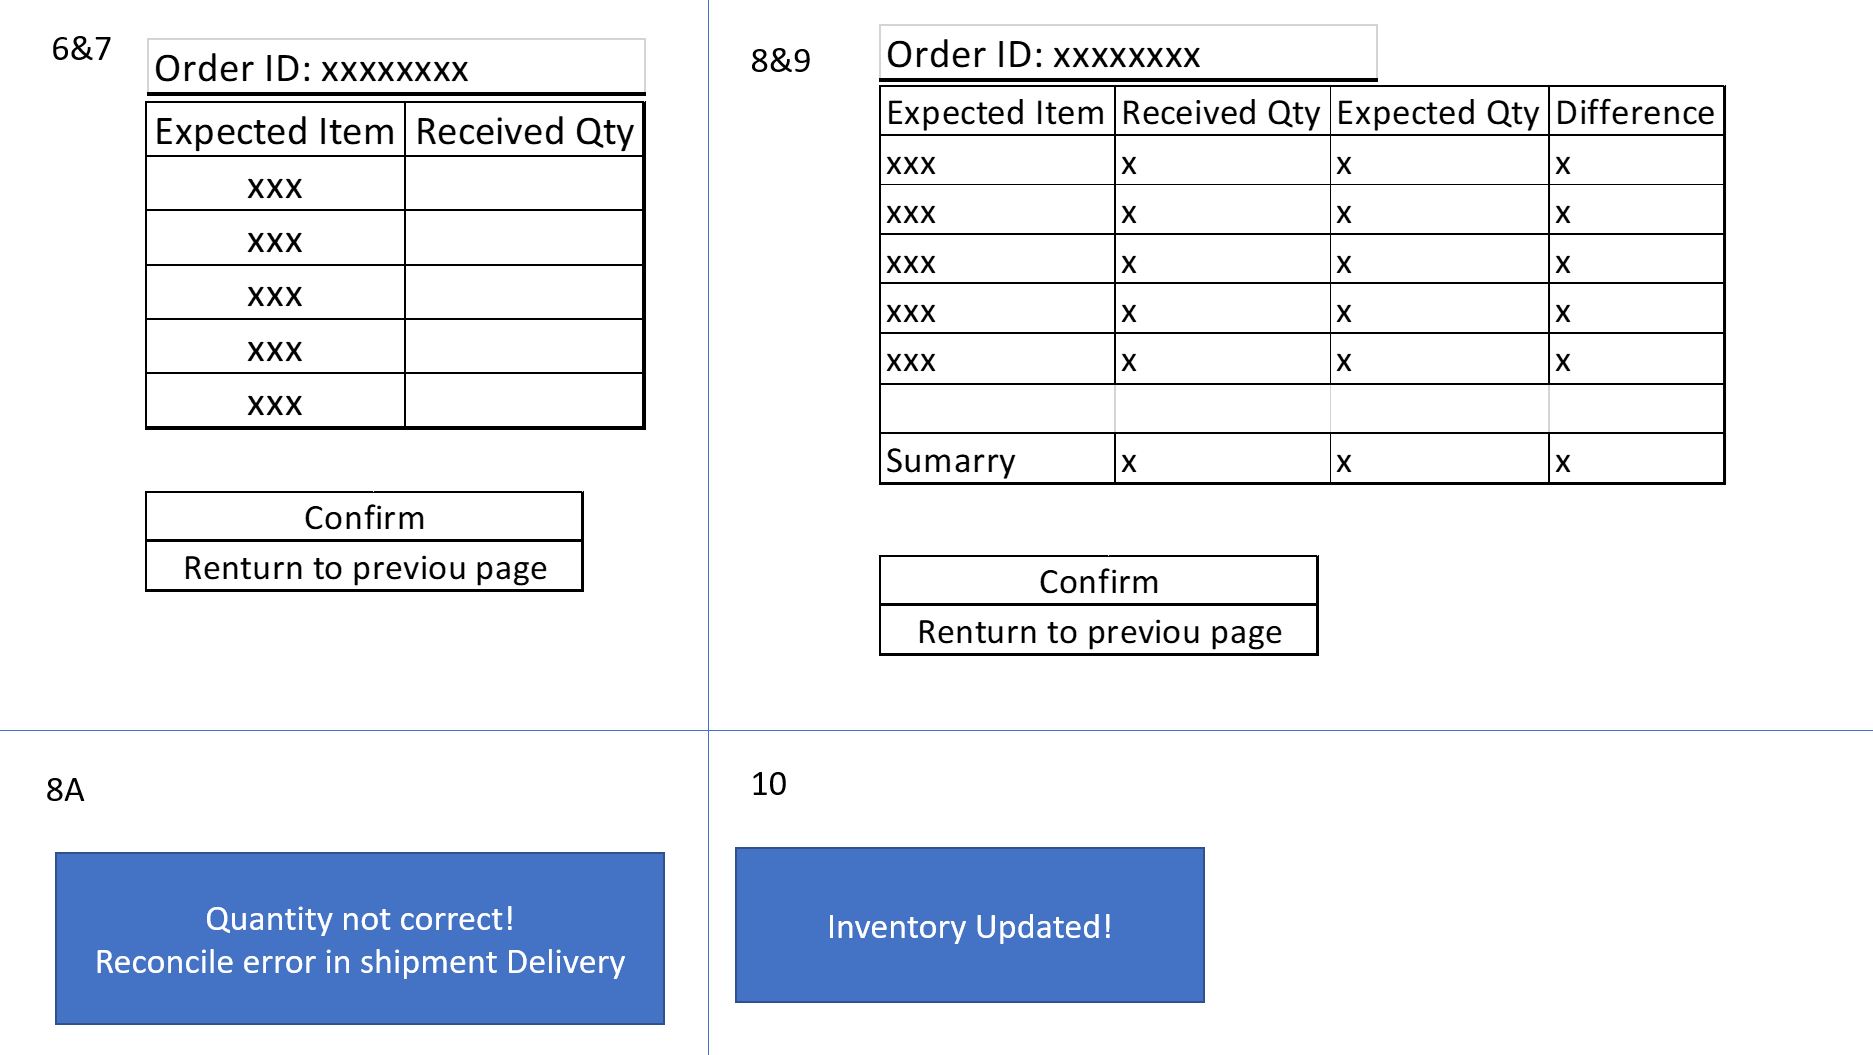 6&7
Order ID: xxxxxxxx
Expected Item Received Qty
xxx
xxx
xxx
xxx
xxx
Confirm
Renturn to previou page
8&9
Order ID: xxxxxxxx
Expected Item Received Qty Expected Qty Difference
xxx x x x
xxx x x x
xxx x x x
xxx x x x
xxx x x x
Sumarry x x x
Confirm
Renturn to previou page
8A
Quantity not correct!
Reconcile error in shipment Delivery
10
Inventory Updated!